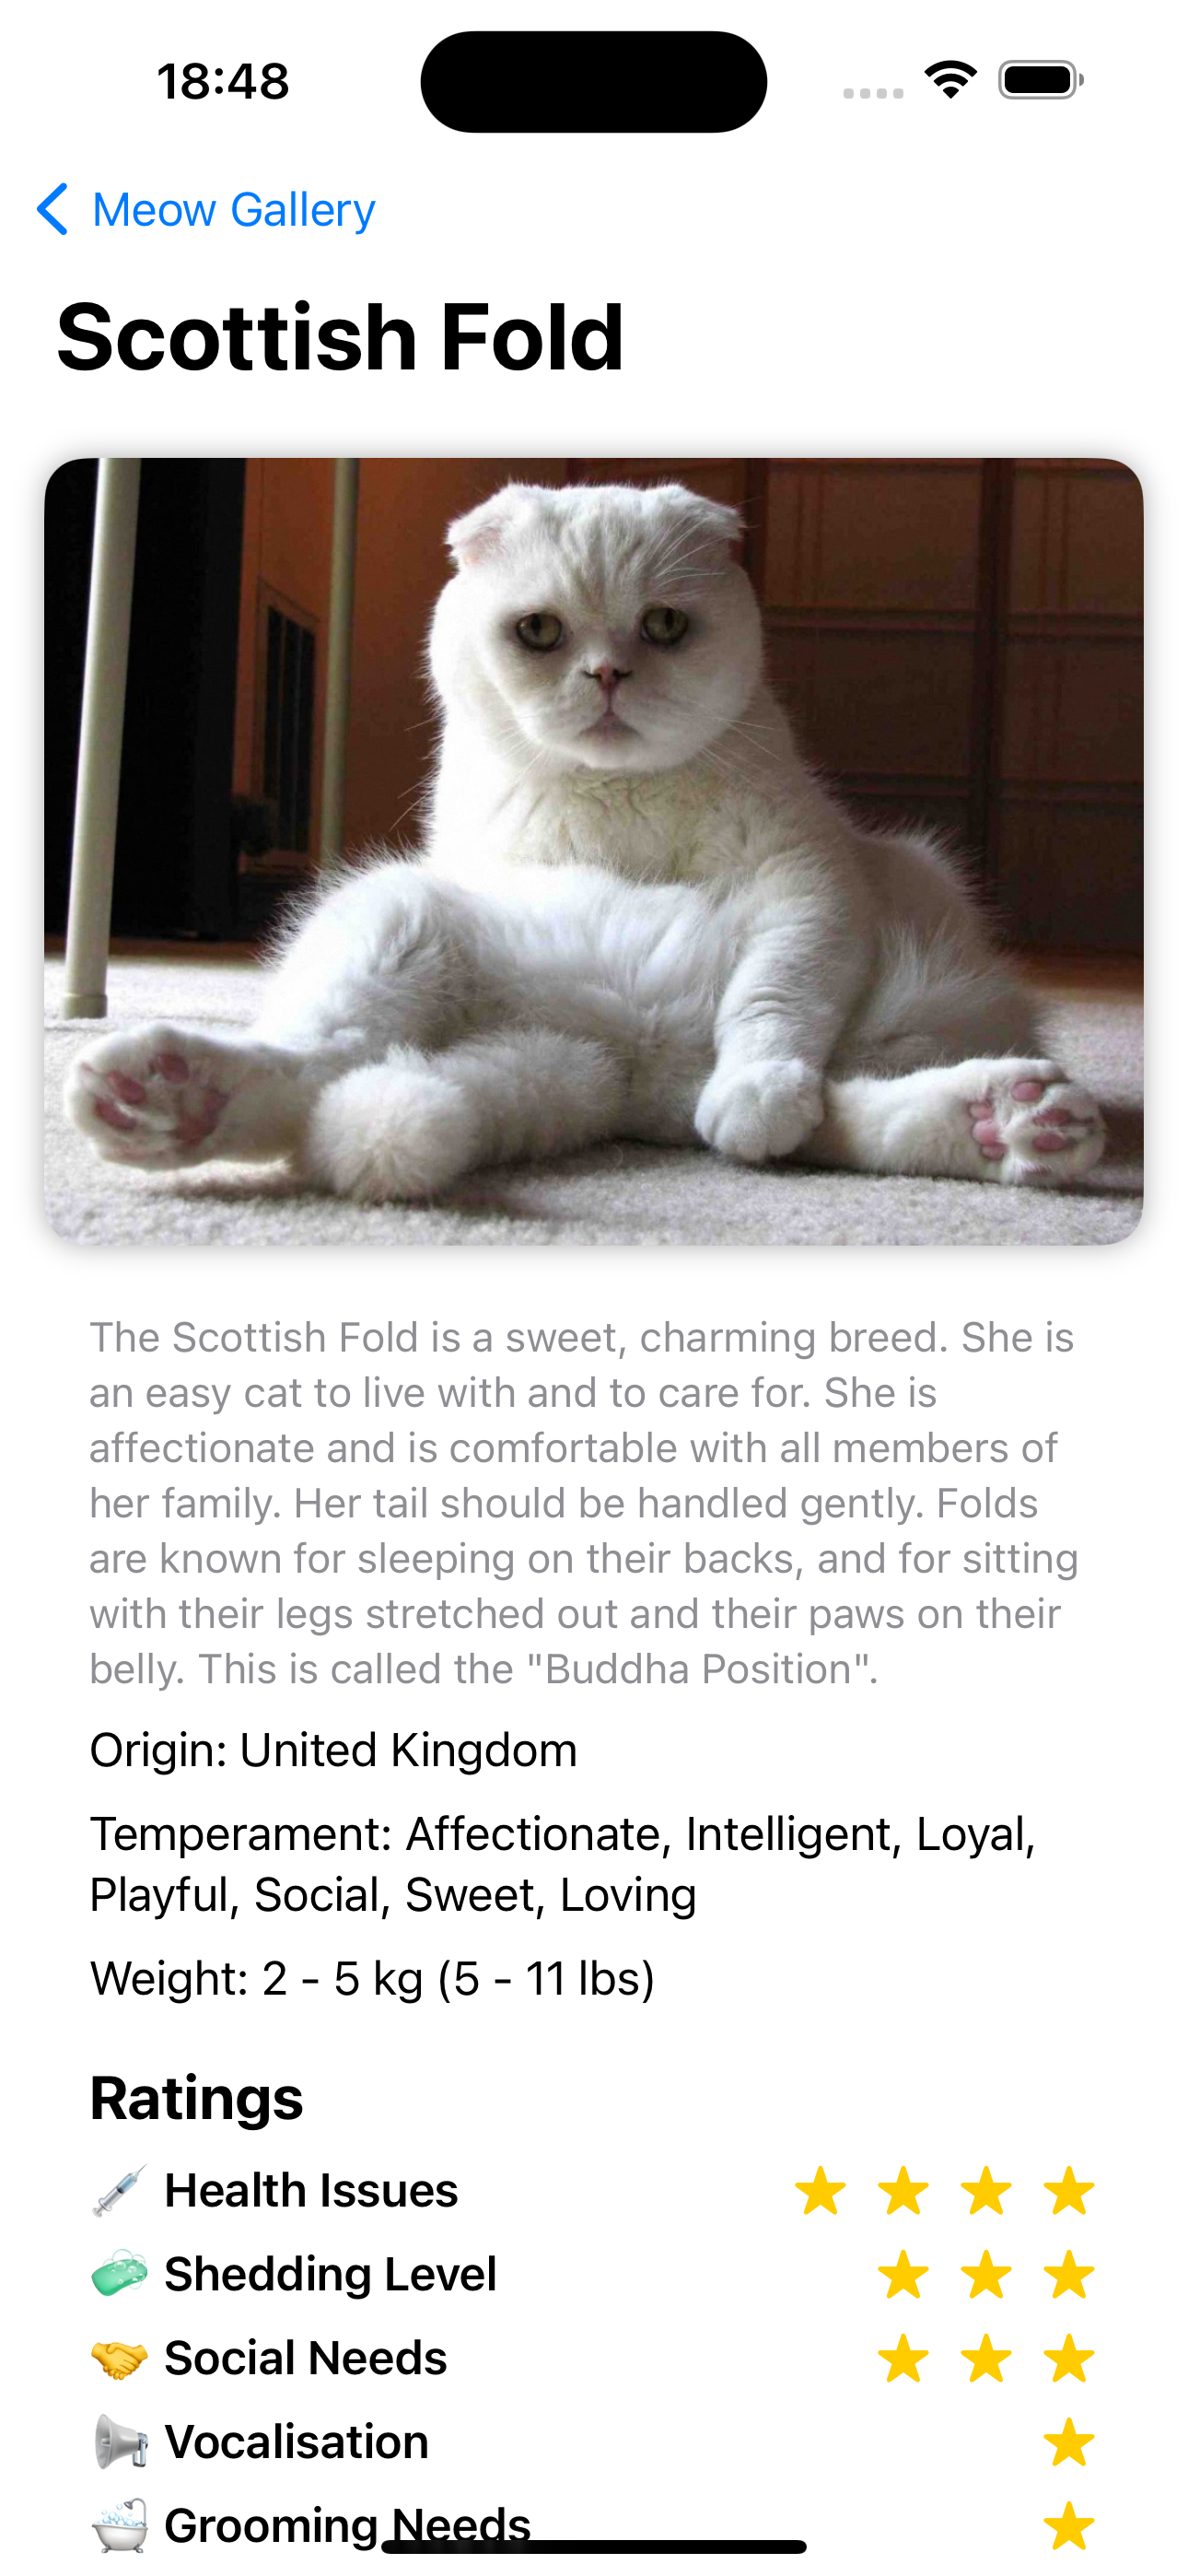 18:48
Meow Gallery
Scottish Fold
The Scottish Fold is a sweet, charming breed. She is
an easy cat to live with and to care for. She is
affectionate and is comfortable with all members of
her family. Her tail should be handled gently. Folds
are known for sleeping on their backs, and for sitting
with their legs stretched out and their paws on their
belly. This is called the "Buddha Position".
Origin: United Kingdom
Temperament: Affectionate, Intelligent, Loyal,
Playful, Social, Sweet, Loving
Weight: 2 - 5 kg (5 - 11 lbs)
Ratings
Health Issues
Shedding Level
Social Needs
Vocalisation
Grooming Needs